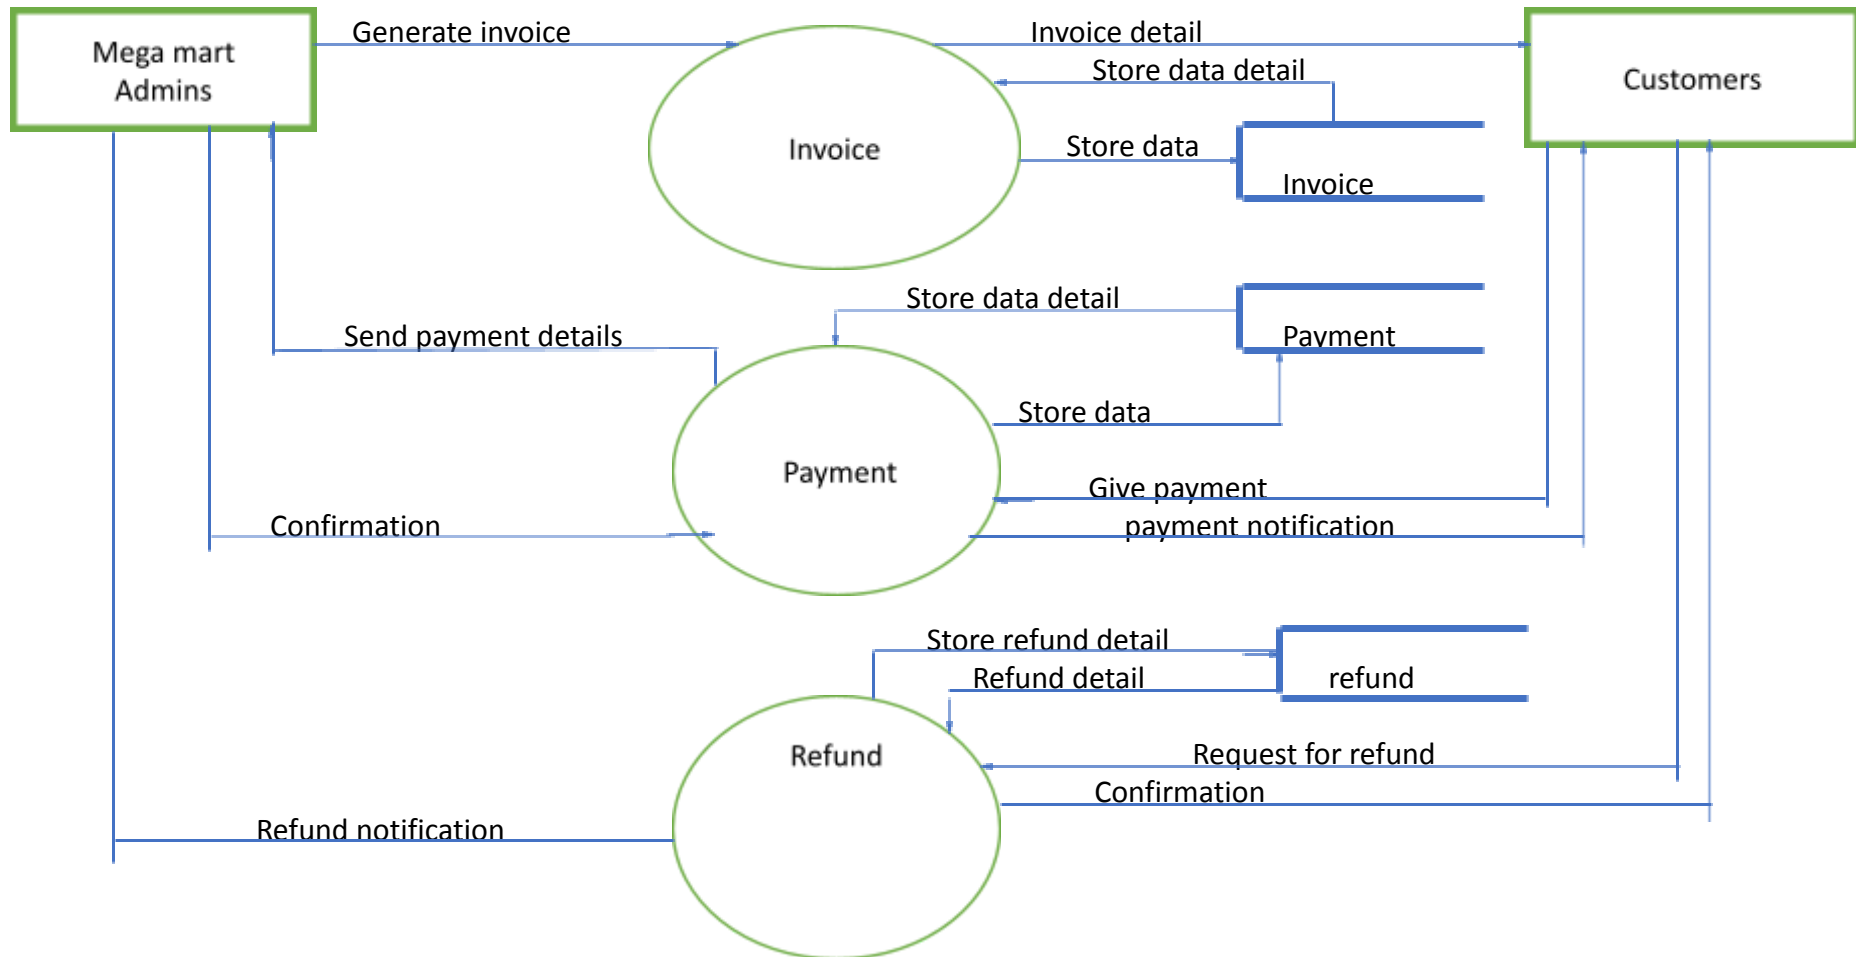 Mega mart
Admins
Generate invoice
Invoice detail
Customers
Store data detail
Invoice
Store data
Invoice
Store data detail
Send payment details
Payment
Store data
Payment
Give payment
Confirmation
payment notification
Store refund detail
Refund detail
refund
Refund
Request for refund
Confirmation
Refund notification